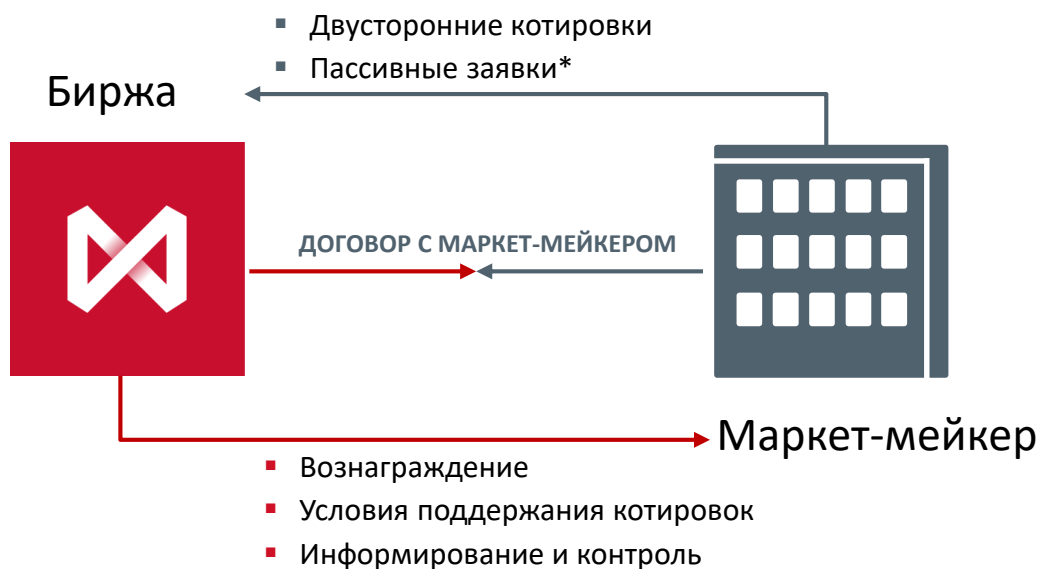 Двусторонние котировки
Пассивные заявки*
Биржа
ДОГОВОР С МАРКЕТ-МЕЙКЕРОМ
Маркет-мейкер
Вознаграждение
Условия поддержания котировок
Информирование и контроль